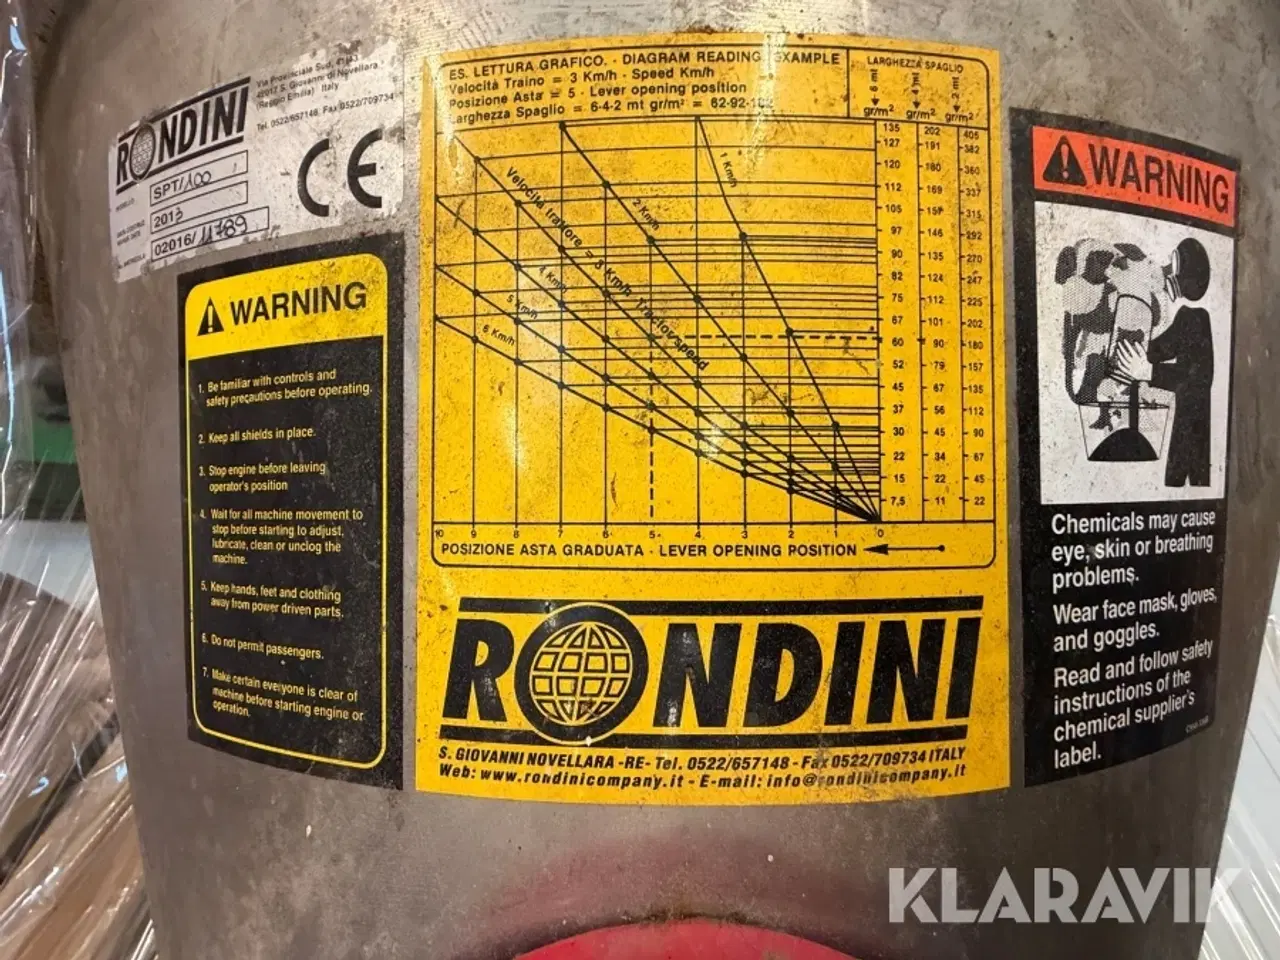 Via Provinciale Sud,
42017 S. Giovanni di Novellara
(Reggio Emilia) Italy
Tel. 0522/657148 Fax 0522/709734
RONDINI
CE
MODELLO
SPT/100
2013
N. MATRICOLA
02016/11789
WARNING
1. Be familiar with controls and
safety precautions before operating.
2. Keep all shields in place.
3. Stop engine before leaving
operator's position
4. Wait for all machine movement to
stop before starting to adjust,
lubricate, clean or unclog the
machine.
5. Keep hands, feet and clothing
away from power driven parts.
6. Do not permit passengers.
7. Make certain everyone is clear of
machine before starting engine or
operation.
ES. LETTURA GRAFICO. · DIAGRAM READING EXAMPLE
Velocità Traino = 3 Km/h · Speed Km/h
Posizione Asta = 5 · Lever opening position
Larghezza Spaglio = 6-4-2 mt gr/m² = 62-92-182
LARGHEZZA SPAGLIO
6 mt 4 mt 2 mt
gr/m² gr/m² gr/m²
135 202 405
127 191 382
120 180 360
112 169 337
105 157 315
97 146 292
90 135 270
82 124 247
75 112 225
67 101 202
60 90 180
52 79 157
45 67 135
37 56 112
30 45 90
22 34 67
15 22 45
7,5 11 22
1 Km/h
2 Km/h
Velocità trattore = 3 Km/h Tractor speed
4 Km/h
5 Km/h
6 Km/h
10 9 8 7 6 5 4 3 2 1 0
POSIZIONE ASTA GRADUATA · LEVER OPENING POSITION
RONDINI
S. GIOVANNI NOVELLARA -RE- Tel. 0522/657148 - Fax 0522/709734 ITALY
Web: www.rondinicompany.it - E-mail: info@rondinicompany.it
WARNING
Chemicals may cause
eye, skin or breathing
problems.
Wear face mask, gloves,
and goggles.
Read and follow safety
instructions of the
chemical supplier's
label.
KLARAVIK